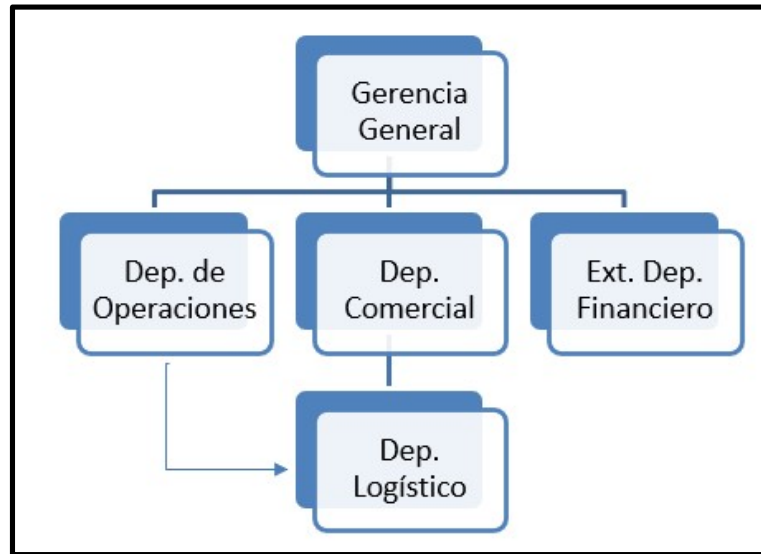 Gerencia
General
Dep. de
Operaciones
Dep.
Comercial
Ext. Dep.
Financiero
Dep.
Logístico